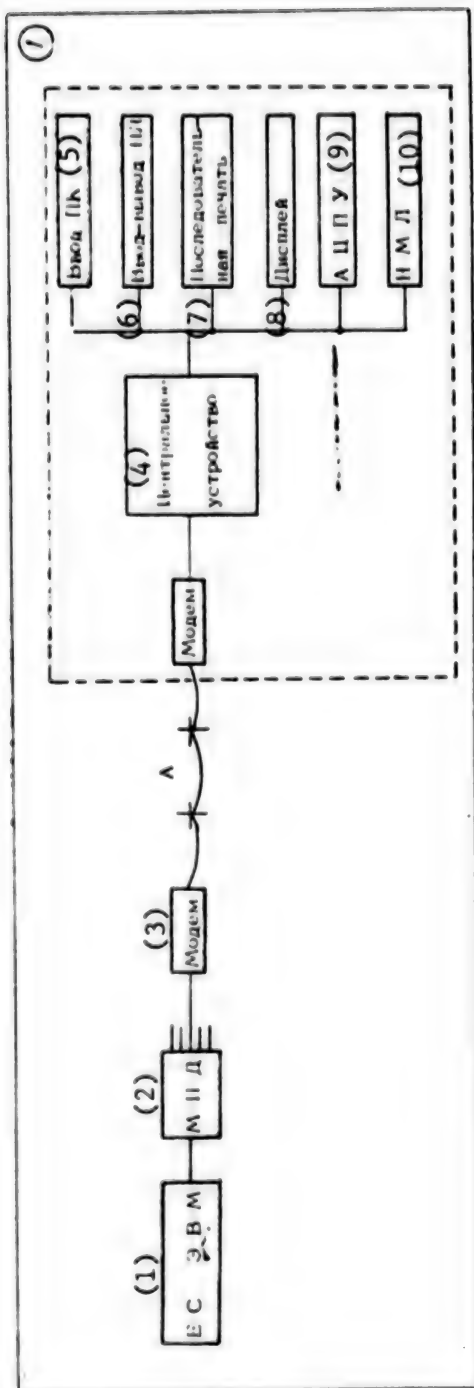 1
(1)
ЕС ЭВМ
(2)
МПД
(3)
Модем
А
Модем
(4)
Центральное
устройство
Ввод ПК (5)
(6)
Ввод-вывод ПЛ
(7)
Последователь
ная печать
(8)
Дисплей
АЦПУ (9)
НМЛ (10)